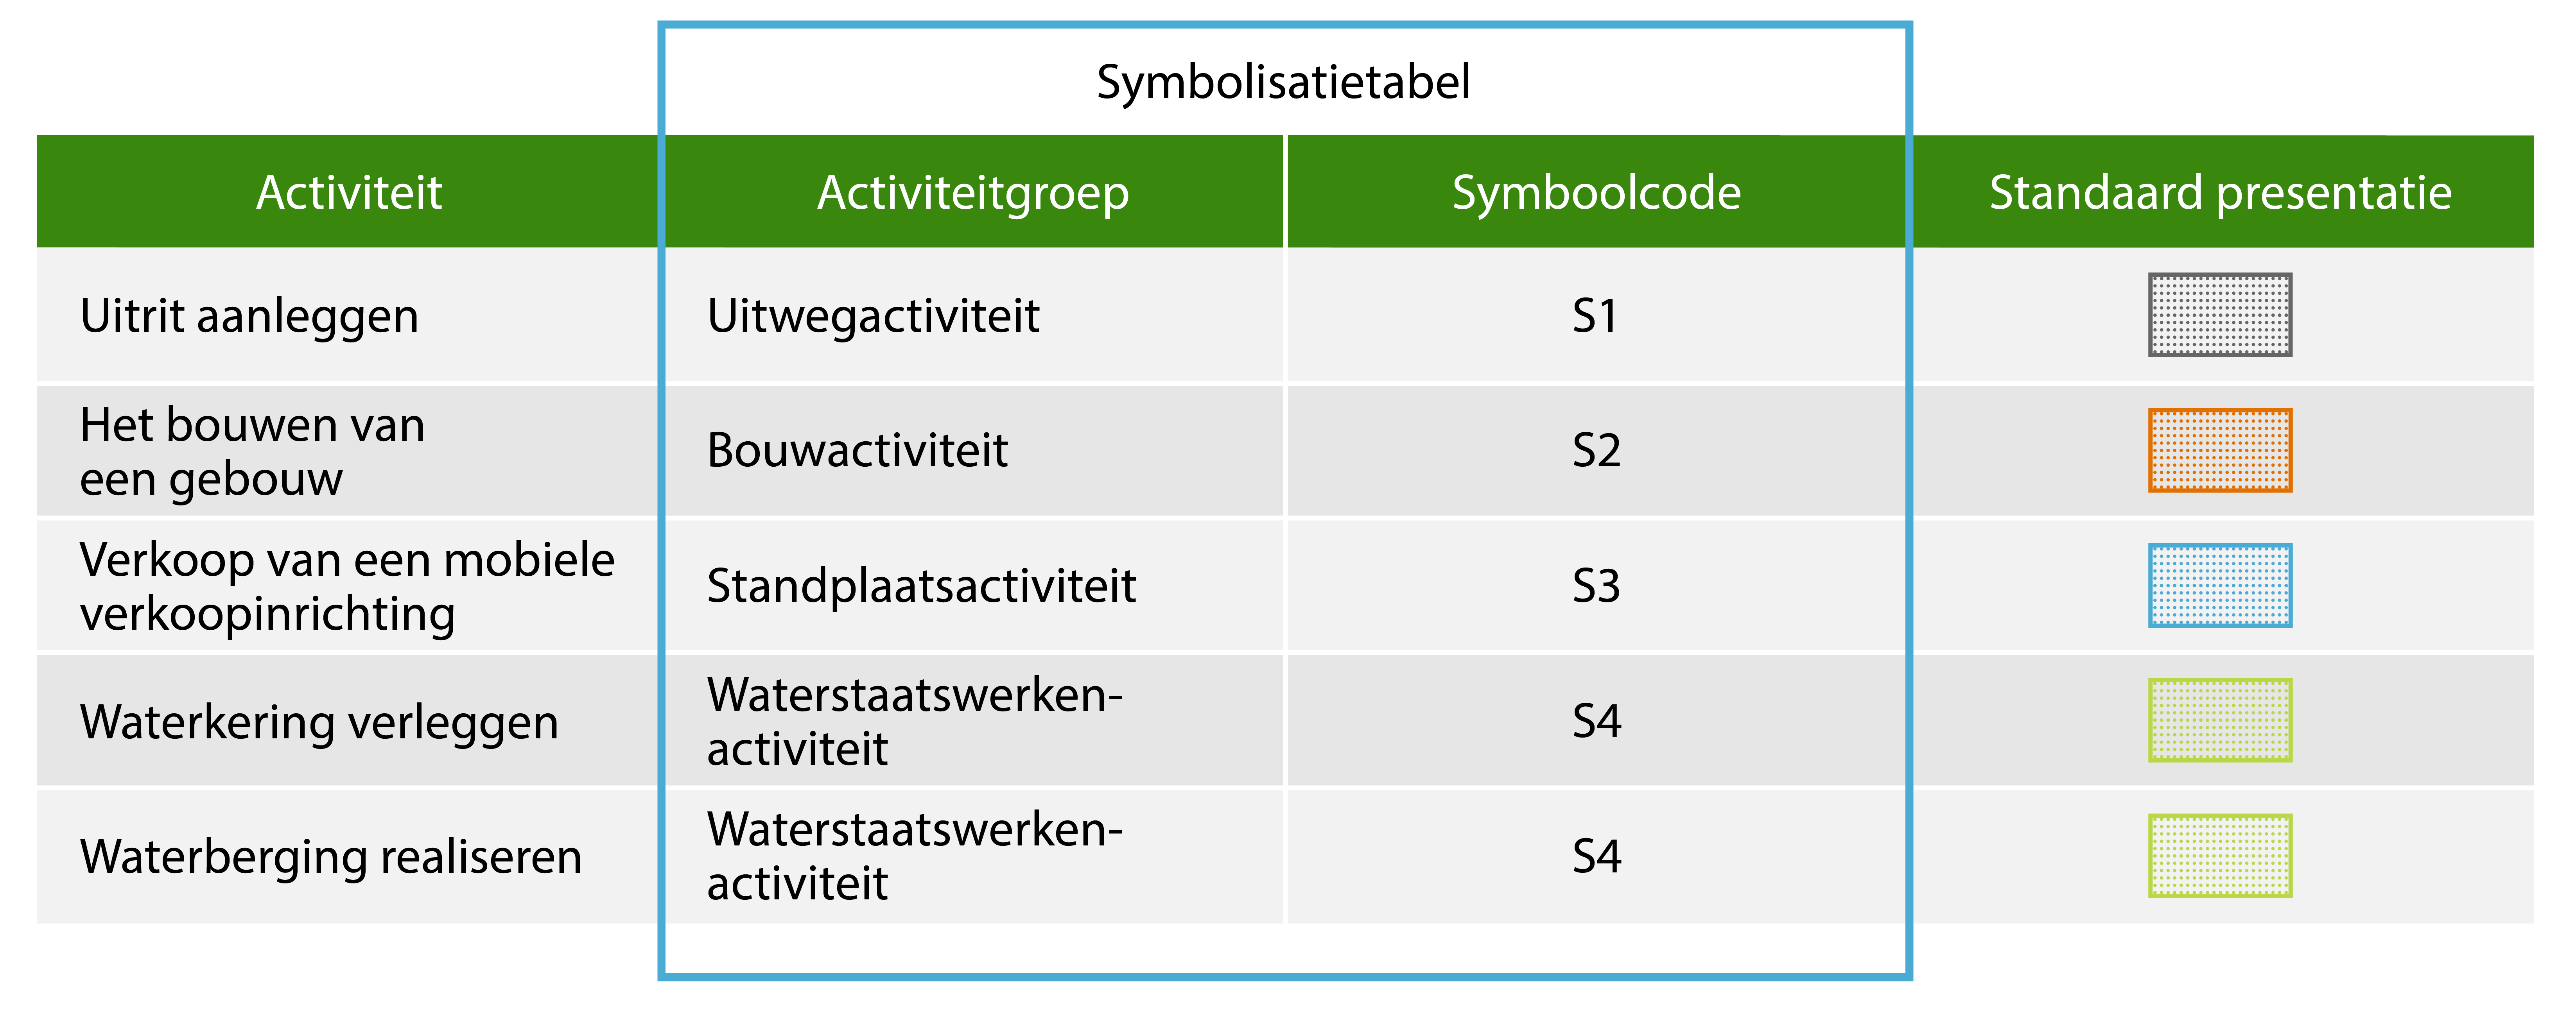 Symbolisatietabel
Activiteit Activiteitgroep Symboolcode Standaard presentatie
Uitrit aanleggen Uitwegactiviteit S1
Het bouwen van
een gebouw
Bouwactiviteit S2
Verkoop van een mobiele
verkoopinrichting
Standplaatsactiviteit S3
Waterkering verleggen
Waterstaatswerken-
activiteit
S4
Waterberging realiseren
Waterstaatswerken-
activiteit
S4